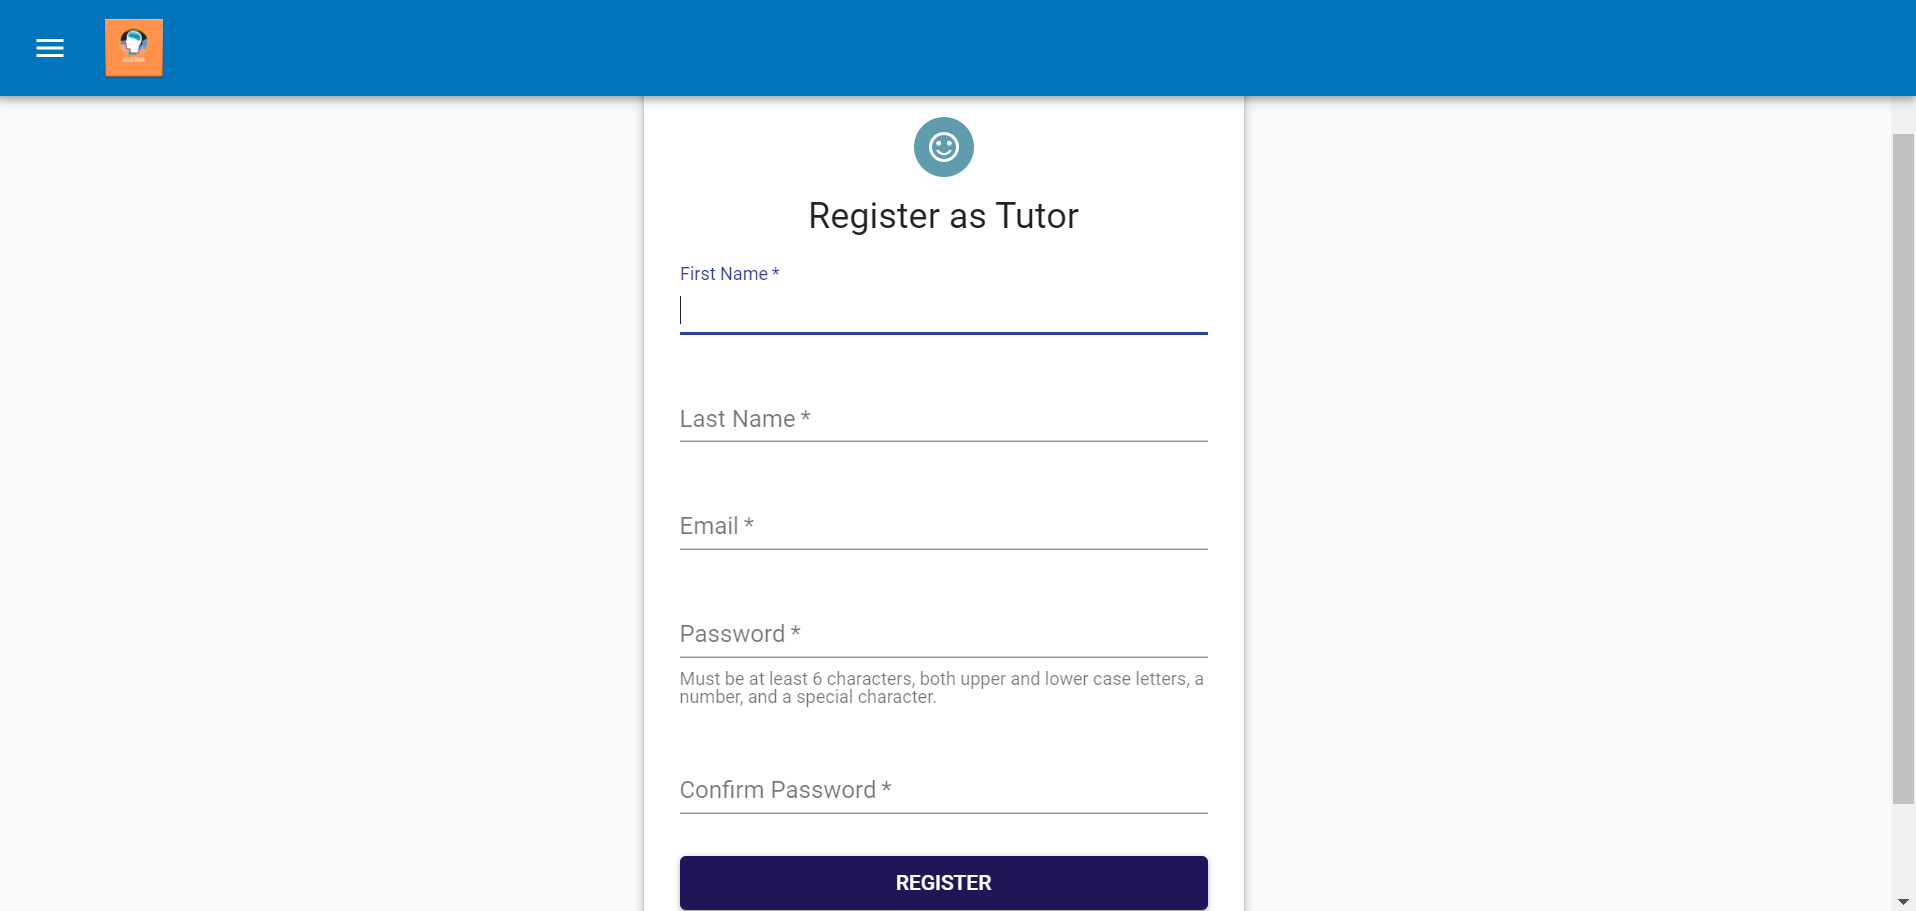 Register as Tutor
First Name *
Last Name *
Email *
Password *
Must be at least 6 characters, both upper and lower case letters, a
number, and a special character.
Confirm Password *
REGISTER